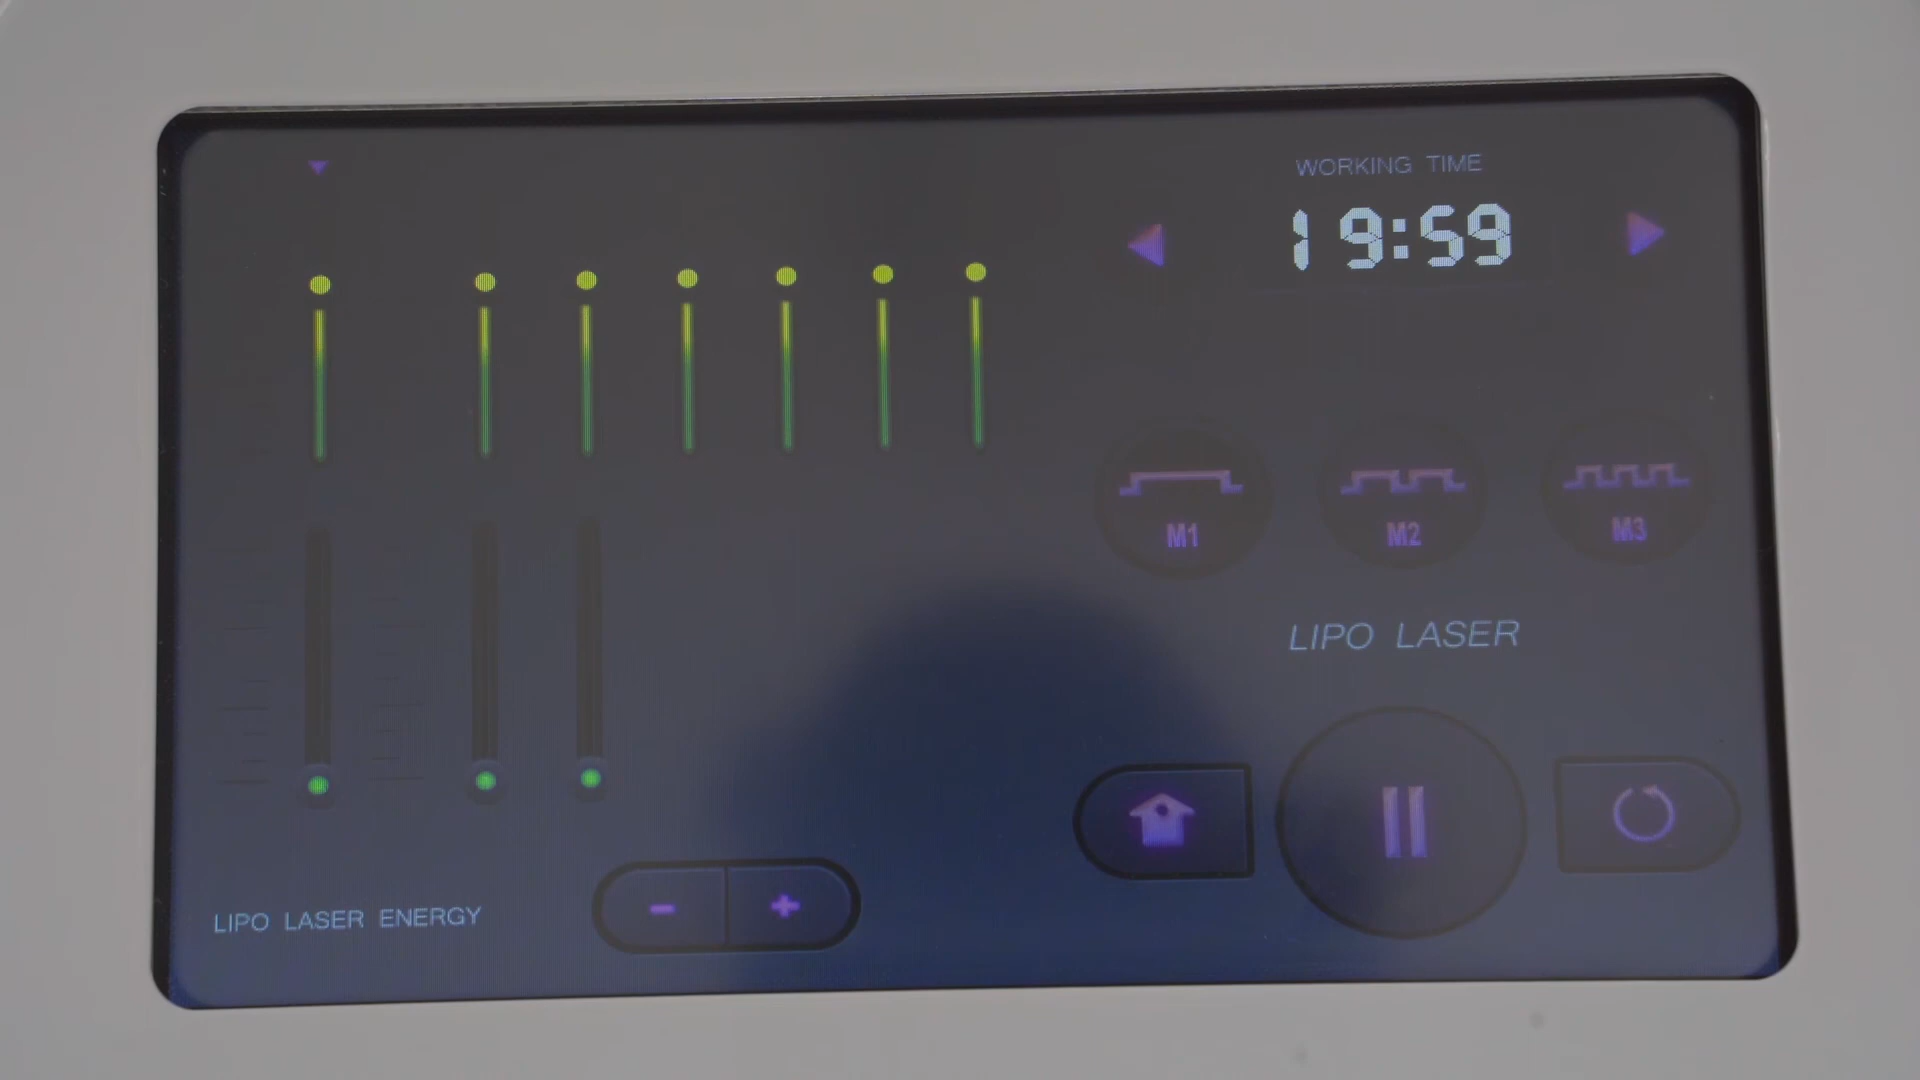 WORKING TIME
19:59
M1 M2 M3
LIPO LASER
LIPO LASER ENERGY
- +